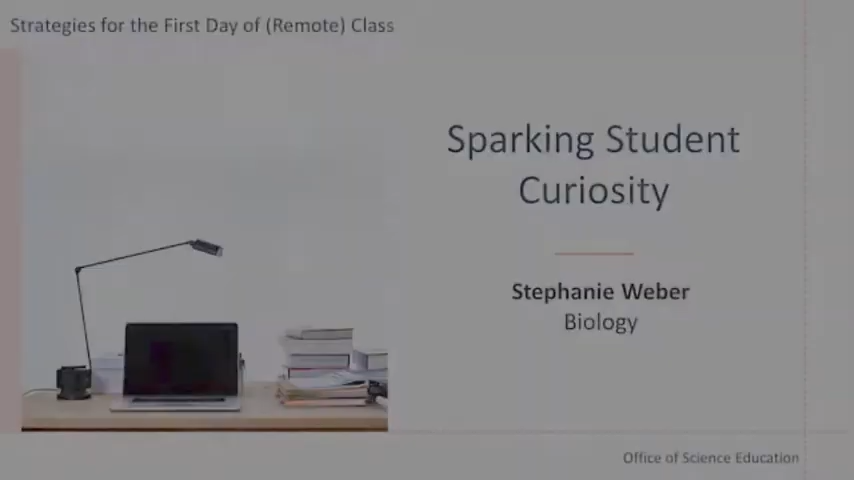 Strategies for the First Day of (Remote) Class
Sparking Student
Curiosity
Stephanie Weber
Biology
Office of Science Education